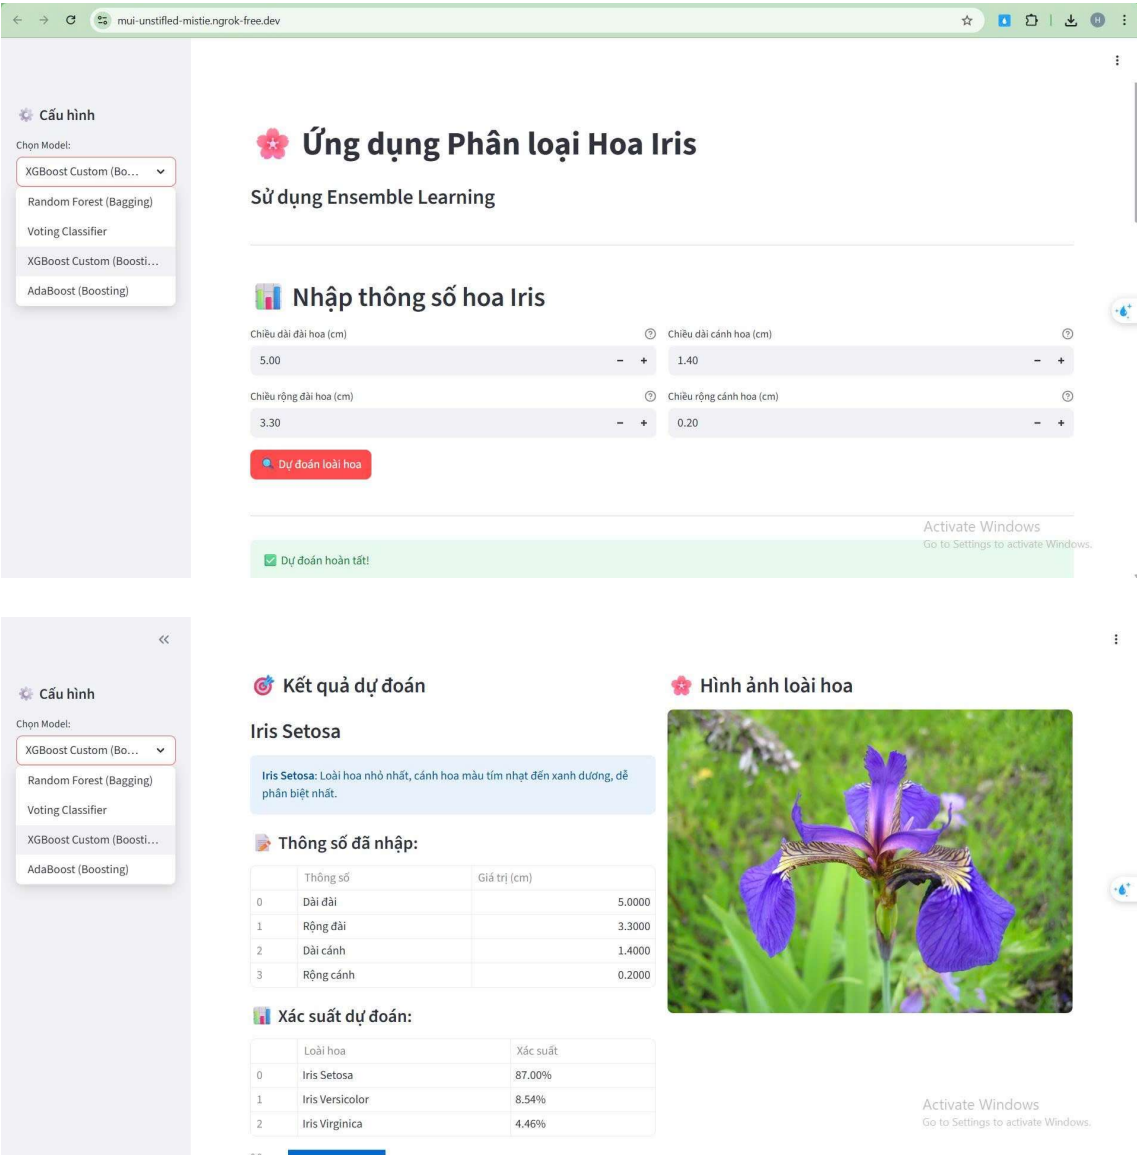 mui-unstifled-mistie.ngrok-free.dev
H
Cấu hình
Chọn Model:
XGBoost Custom (Bo...
Random Forest (Bagging)
Voting Classifier
XGBoost Custom (Boosti...
AdaBoost (Boosting)
Ứng dụng Phân loại Hoa Iris
Sử dụng Ensemble Learning
Nhập thông số hoa Iris
Chiều dài đài hoa (cm)
5.00
Chiều dài cánh hoa (cm)
1.40
Chiều rộng đài hoa (cm)
3.30
Chiều rộng cánh hoa (cm)
0.20
Dự đoán loài hoa
Activate Windows
Go to Settings to activate Windows.
Dự đoán hoàn tất!
Cấu hình
Chọn Model:
XGBoost Custom (Bo...
Random Forest (Bagging)
Voting Classifier
XGBoost Custom (Boosti...
AdaBoost (Boosting)
Kết quả dự đoán
Iris Setosa
Iris Setosa: Loài hoa nhỏ nhất, cánh hoa màu tím nhạt đến xanh dương, dễ
phân biệt nhất.
Thông số đã nhập:
Thông số Giá trị (cm)
0 Dài đài 5.0000
1 Rộng đài 3.3000
2 Dài cánh 1.4000
3 Rộng cánh 0.2000
Xác suất dự đoán:
Loài hoa Xác suất
0 Iris Setosa 87.00%
1 Iris Versicolor 8.54%
2 Iris Virginica 4.46%
Hình ảnh loài hoa
Activate Windows
Go to Settings to activate Windows.